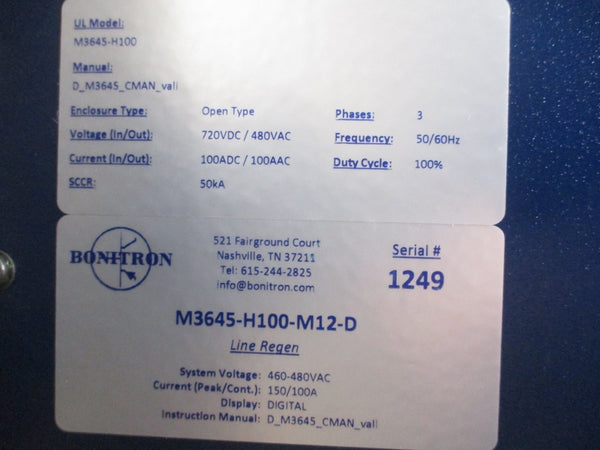 UL Model:
M3645-H100
Manual:
D_M3645_CMAN_vall
Enclosure Type: Open Type Phases: 3
Voltage (In/Out): 720VDC / 480VAC Frequency: 50/60Hz
Current (In/Out): 100ADC / 100AAC Duty Cycle: 100%
SCCR: 50kA
BONITRON
521 Fairground Court
Nashville, TN 37211
Tel: 615-244-2825
info@bonitron.com
Serial #
1249
M3645-H100-M12-D
Line Regen
System Voltage: 460-480VAC
Current (Peak/Cont.): 150/100A
Display: DIGITAL
Instruction Manual: D_M3645_CMAN_vall